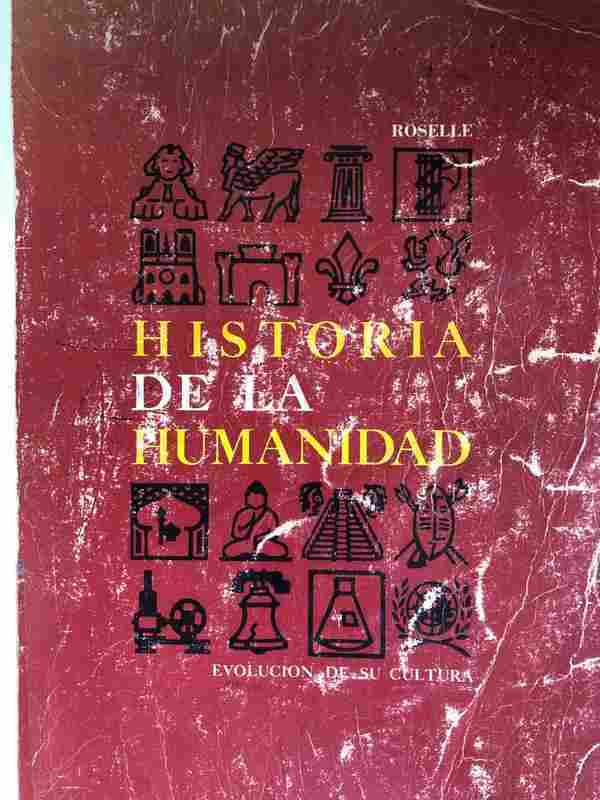 ROSELLE
HISTORIA
DE LA
HUMANIDAD
EVOLUCION DE SU CULTURA